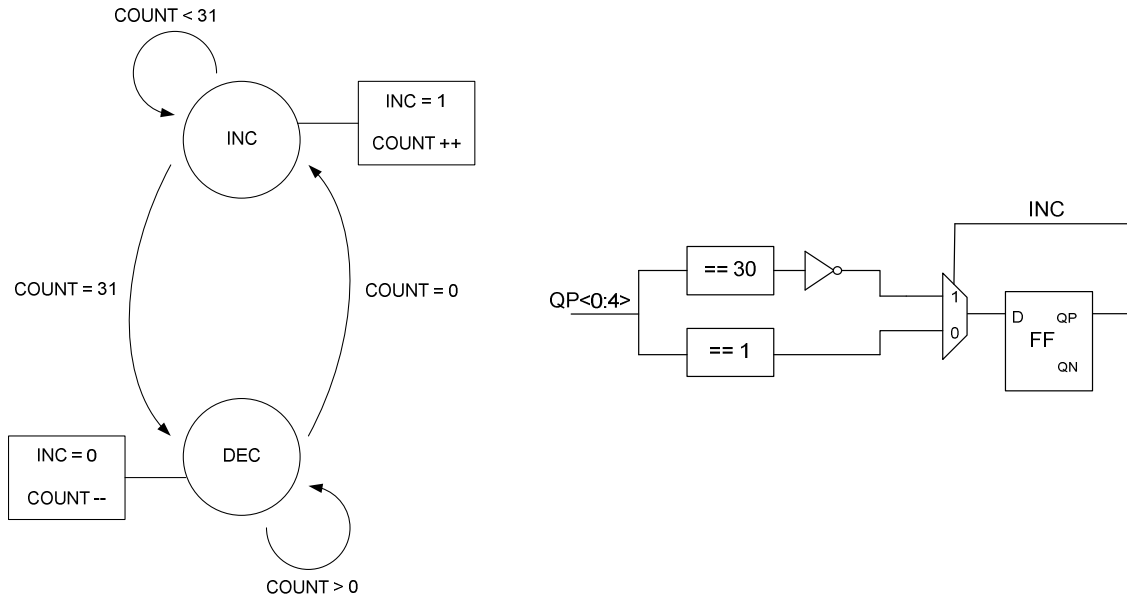 COUNT < 31
INC
INC = 1
COUNT ++
COUNT = 31
COUNT = 0
INC = 0
COUNT --
DEC
COUNT > 0
INC
QP<0:4>
== 30
== 1
1
0
D
QP
FF
QN